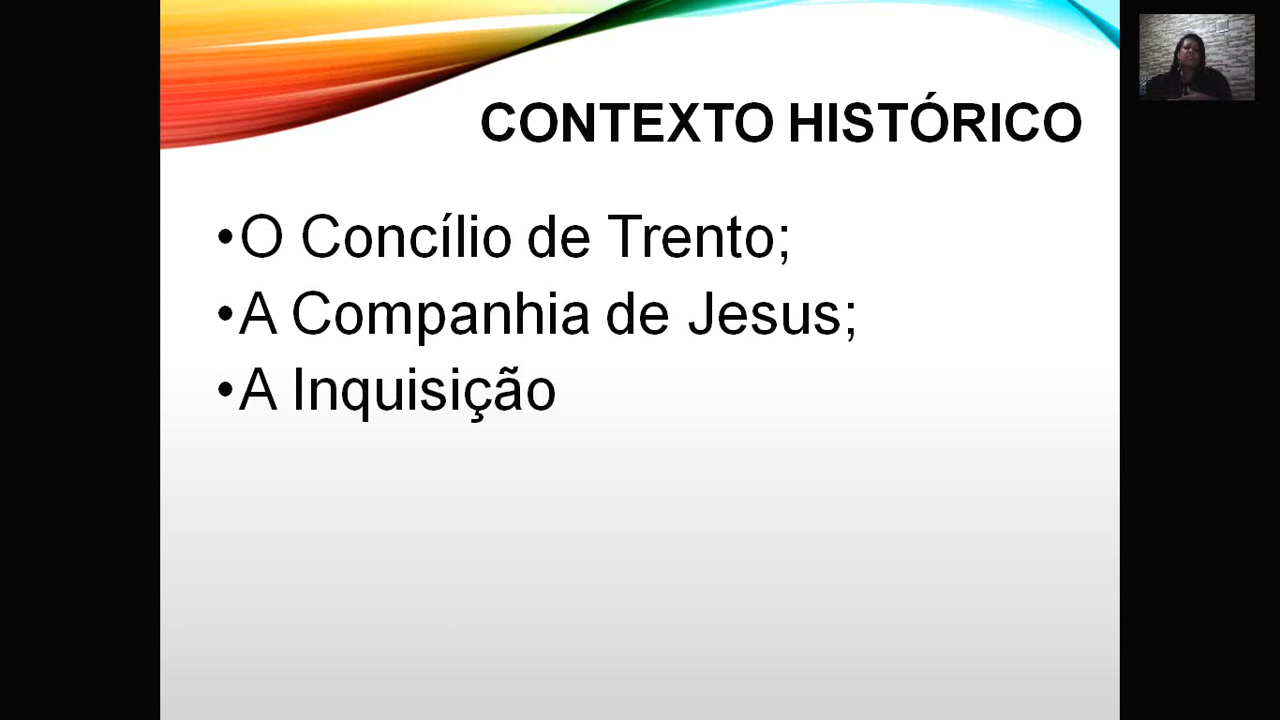 CONTEXTO HISTÓRICO
•O Concílio de Trento;
•A Companhia de Jesus;
•A Inquisição